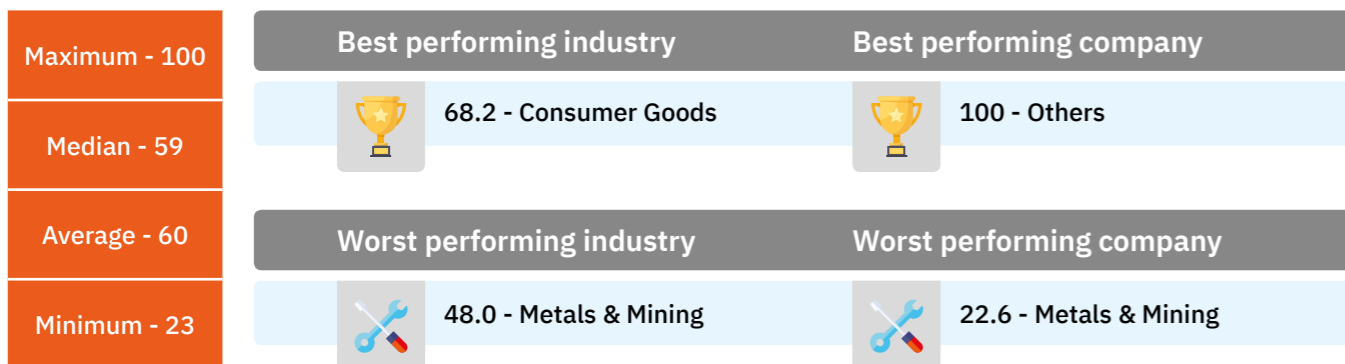 Maximum - 100
Median - 59
Average - 60
Minimum - 23
Best performing industry
Best performing company
68.2 - Consumer Goods
100 - Others
Worst performing industry
Worst performing company
48.0 - Metals & Mining
22.6 - Metals & Mining